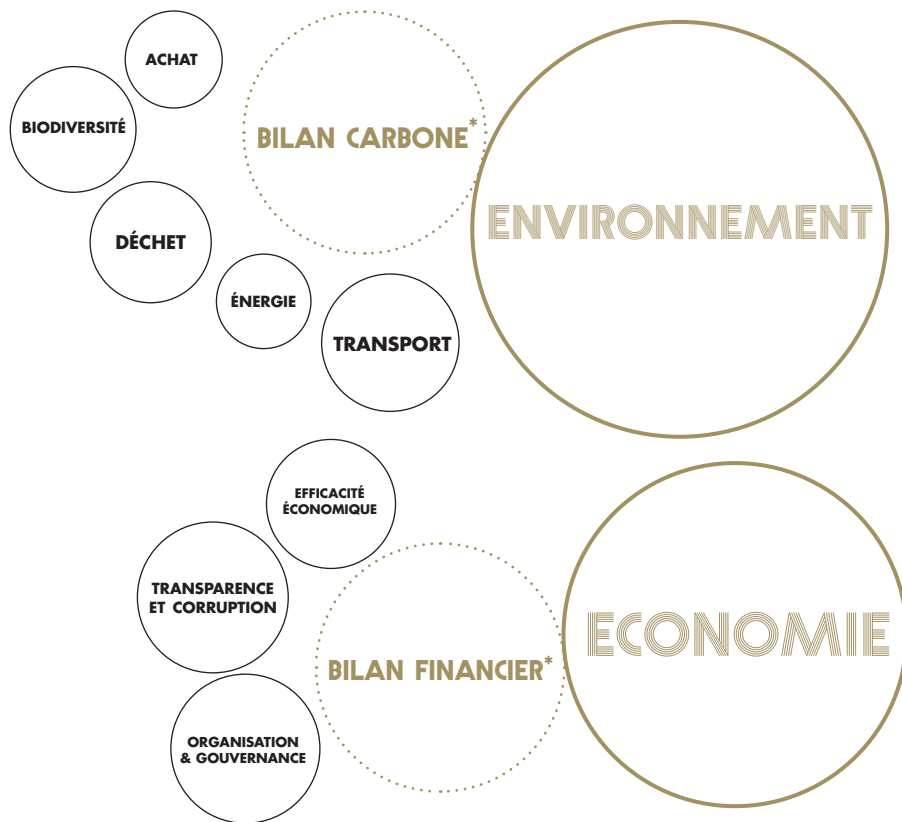 ACHAT
BIODIVERSITÉ
BILAN CARBONE*
ENVIRONNEMENT
DÉCHET
ÉNERGIE
TRANSPORT
EFFICACITÉ
ÉCONOMIQUE
TRANSPARENCE
ET CORRUPTION
ECONOMIE
BILAN FINANCIER*
ORGANISATION
& GOUVERNANCE